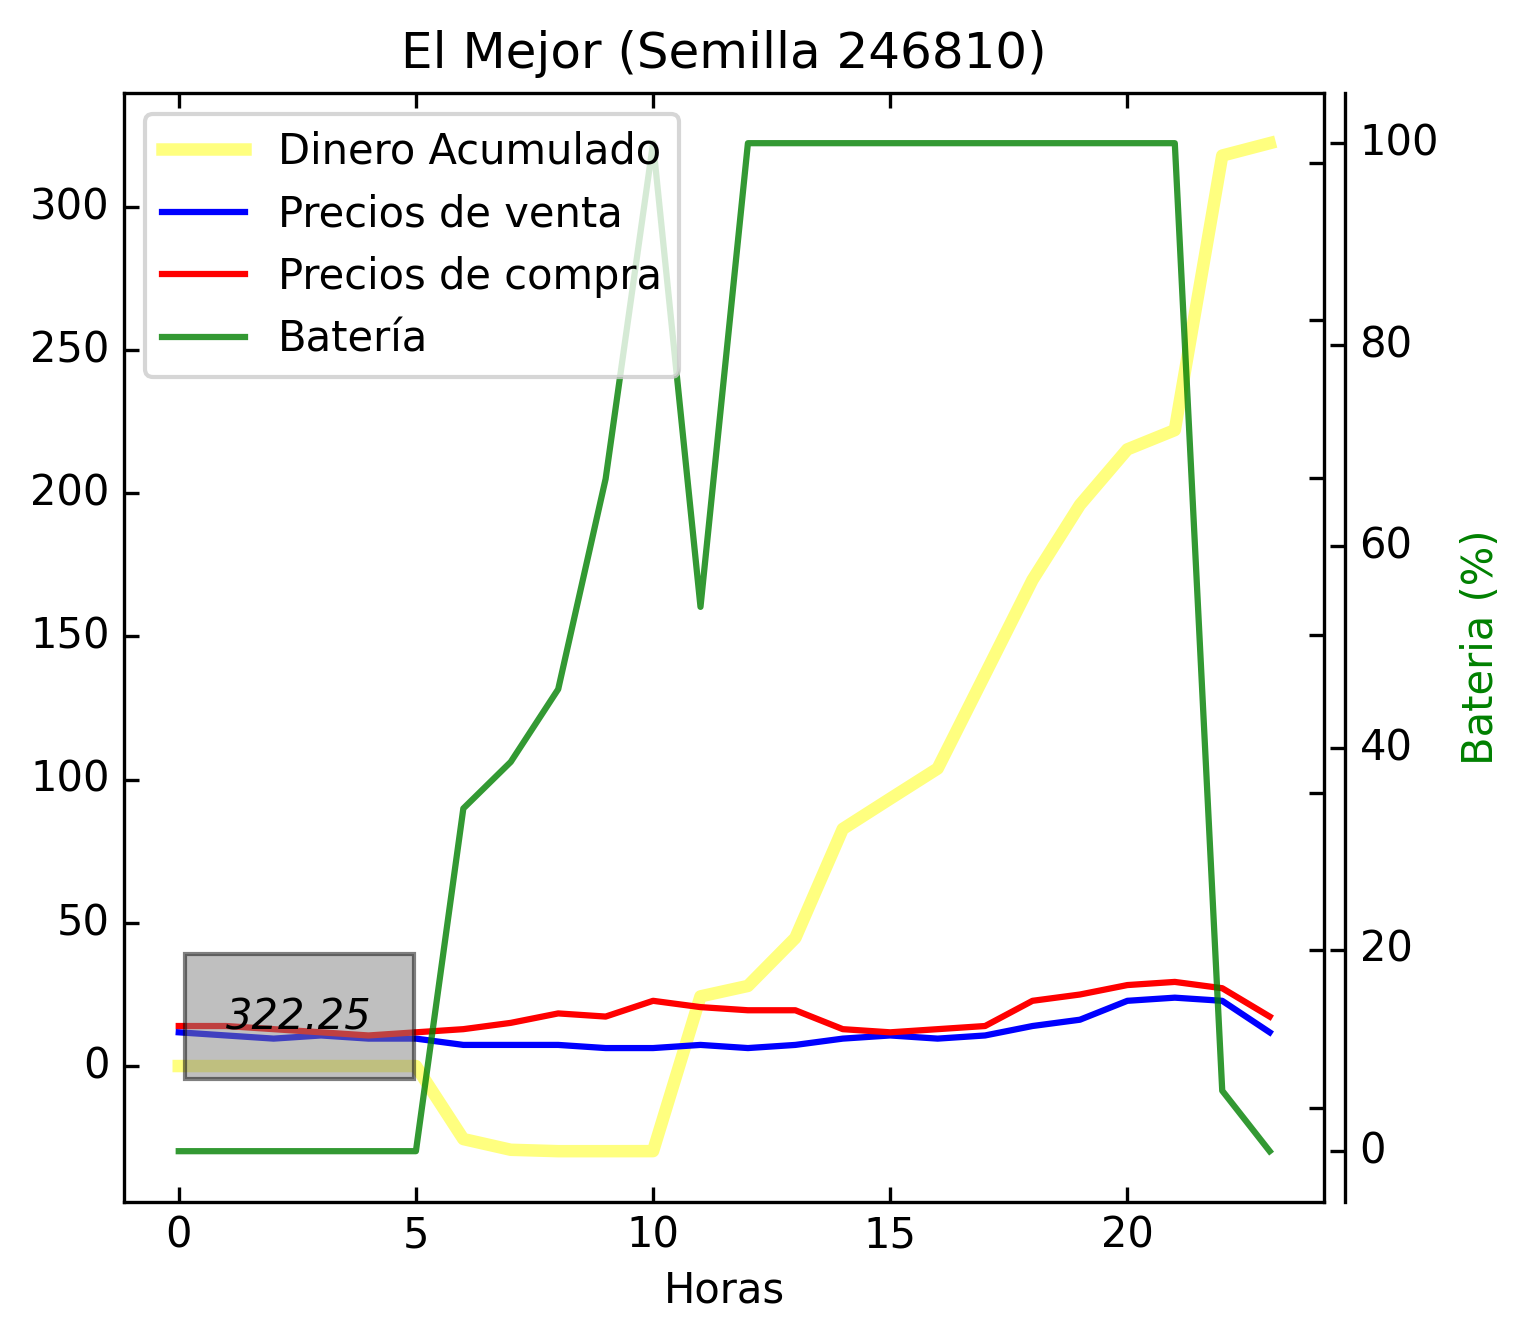 El Mejor (Semilla 246810)
Dinero Acumulado
Precios de venta
Precios de compra
Batería
300
250
200
150
100
50
0
322.25
100
80
60
40
20
0
Bateria (%)
0 5 10 15 20
Horas